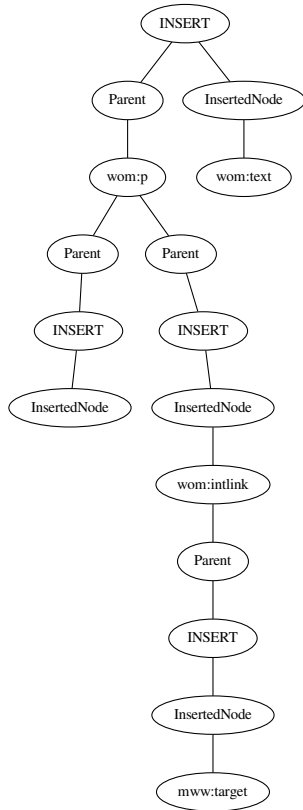 INSERT
Parent InsertedNode
wom:p wom:text
Parent Parent
INSERT INSERT
InsertedNode InsertedNode
wom:intlink
Parent
INSERT
InsertedNode
mww:target